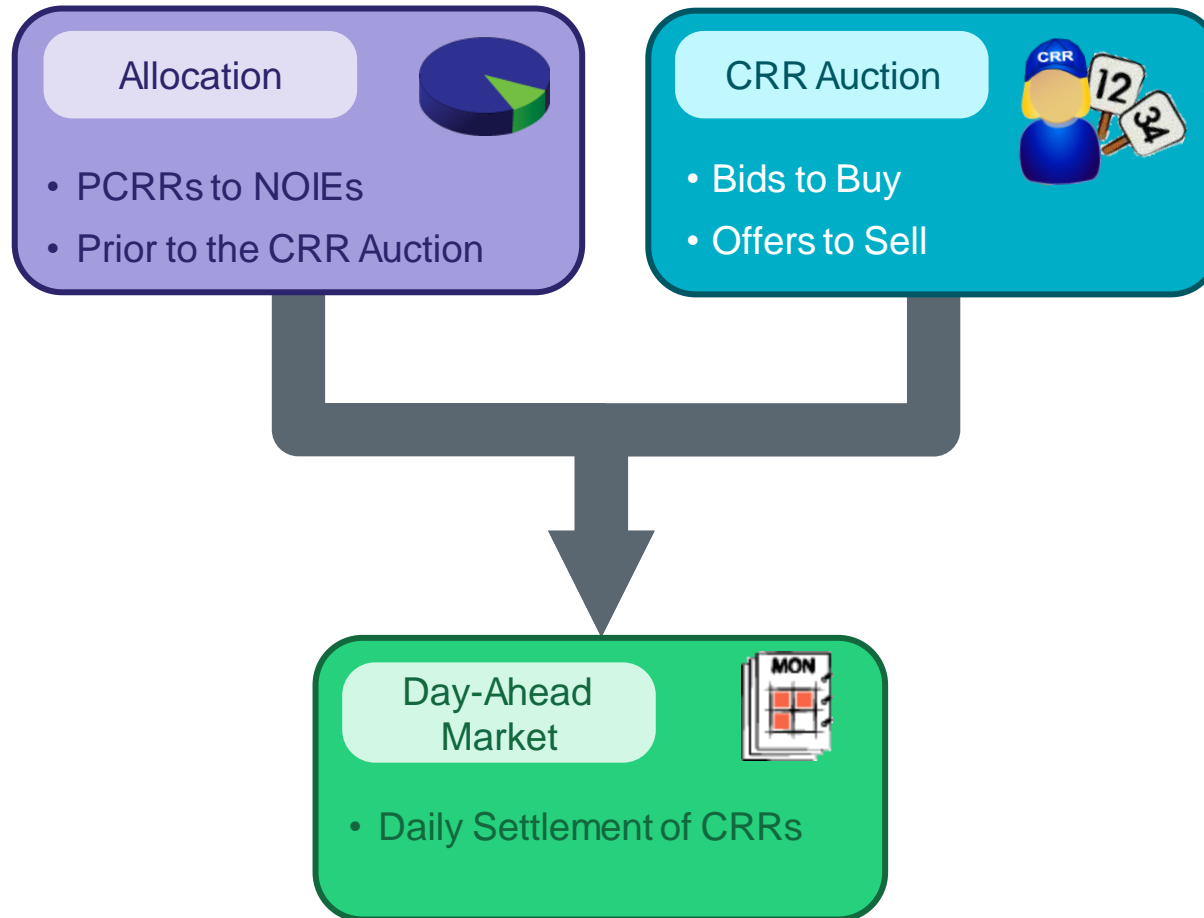 Allocation
• PCRRs to NOIEs
• Prior to the CRR Auction
CRR Auction
CRR
12
34
• Bids to Buy
• Offers to Sell
Day-Ahead
Market
MON
• Daily Settlement of CRRs